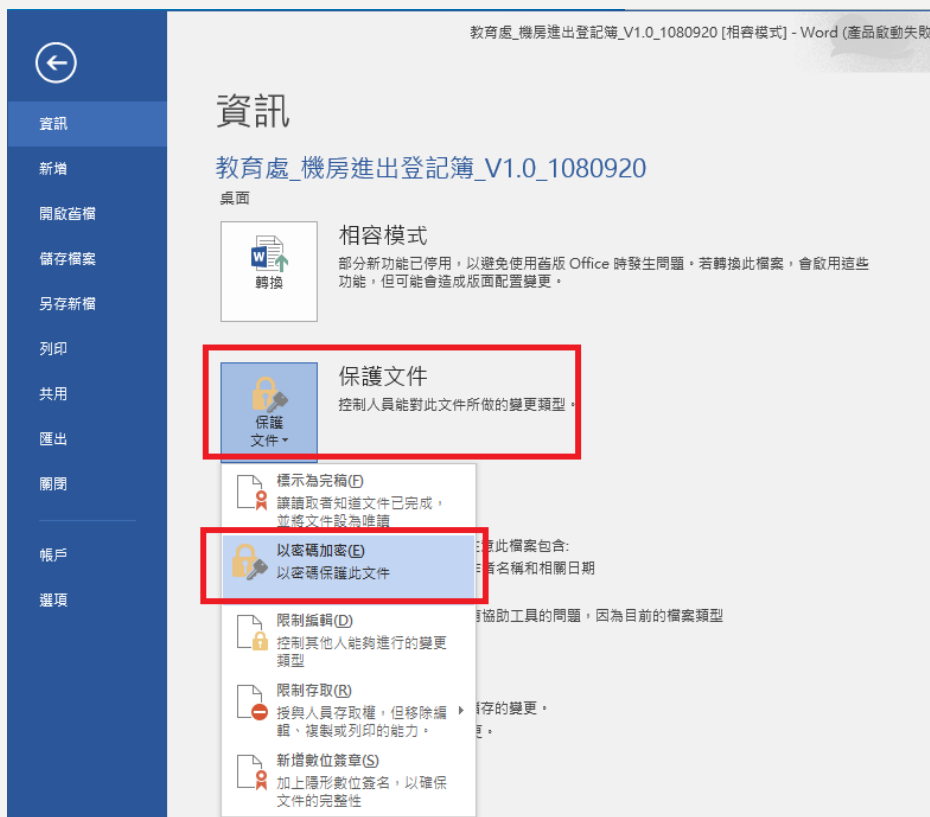 教育處_機房進出登記簿_V1.0_1080920 [相容模式] - Word (產品啟動失敗
資訊
新增
開啟舊檔
儲存檔案
另存新檔
列印
共用
匯出
關閉
帳戶
選項
資訊
教育處_機房進出登記簿_V1.0_1080920
桌面
轉換
相容模式
部分新功能已停用，以避免使用舊版 Office 時發生問題。若轉換此檔案，會啟用這些
功能，但可能會造成版面配置變更。
保護
文件
保護文件
控制人員能對此文件所做的變更類型。
標示為完稿(F)
讓讀取者知道文件已完成，
並將文件設為唯讀
以密碼加密(E)
以密碼保護此文件
限制編輯(D)
控制其他人能夠進行的變更
類型
限制存取(R)
授與人員存取權，但移除編
輯、複製或列印的能力。
新增數位簽章(S)
加上隱形數位簽名，以確保
文件的完整性
意此檔案包含:
者名稱和相關日期
協助工具的問題，因為目前的檔案類型
存的變更。